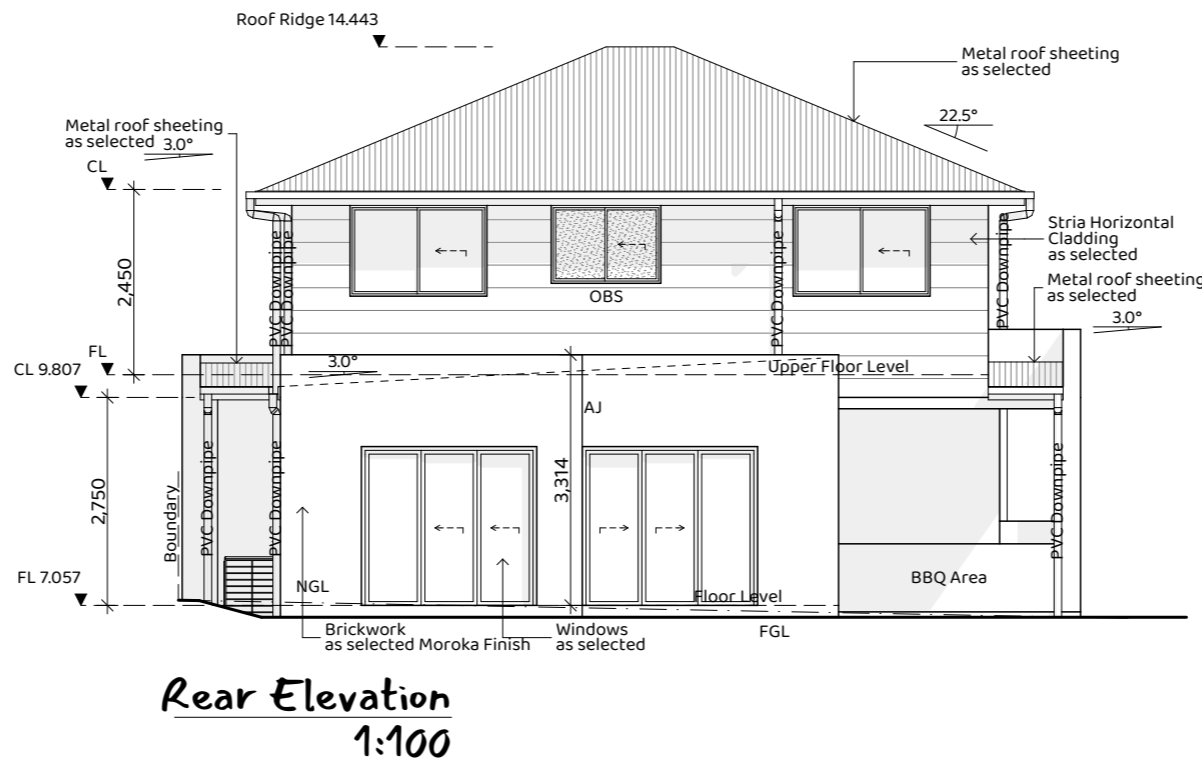 Roof Ridge 14.443
Metal roof sheeting
as selected
22.5°
Metal roof sheeting
as selected
3.0°
CL
2,450
PVC Downpipe
PVC Downpipe
PVC Downpipe
PVC Downpipe
OBS
Stria Horizontal
Cladding
as selected
Metal roof sheeting
as selected
3.0°
FL
CL 9.807
3.0°
Upper Floor Level
AJ
3,314
2,750
Boundary
PVC Downpipe
PVC Downpipe
PVC Downpipe
FL 7.057
NGL
Floor Level
BBQ Area
FGL
Brickwork
as selected Moroka Finish
Windows
as selected
Rear Elevation
1:100